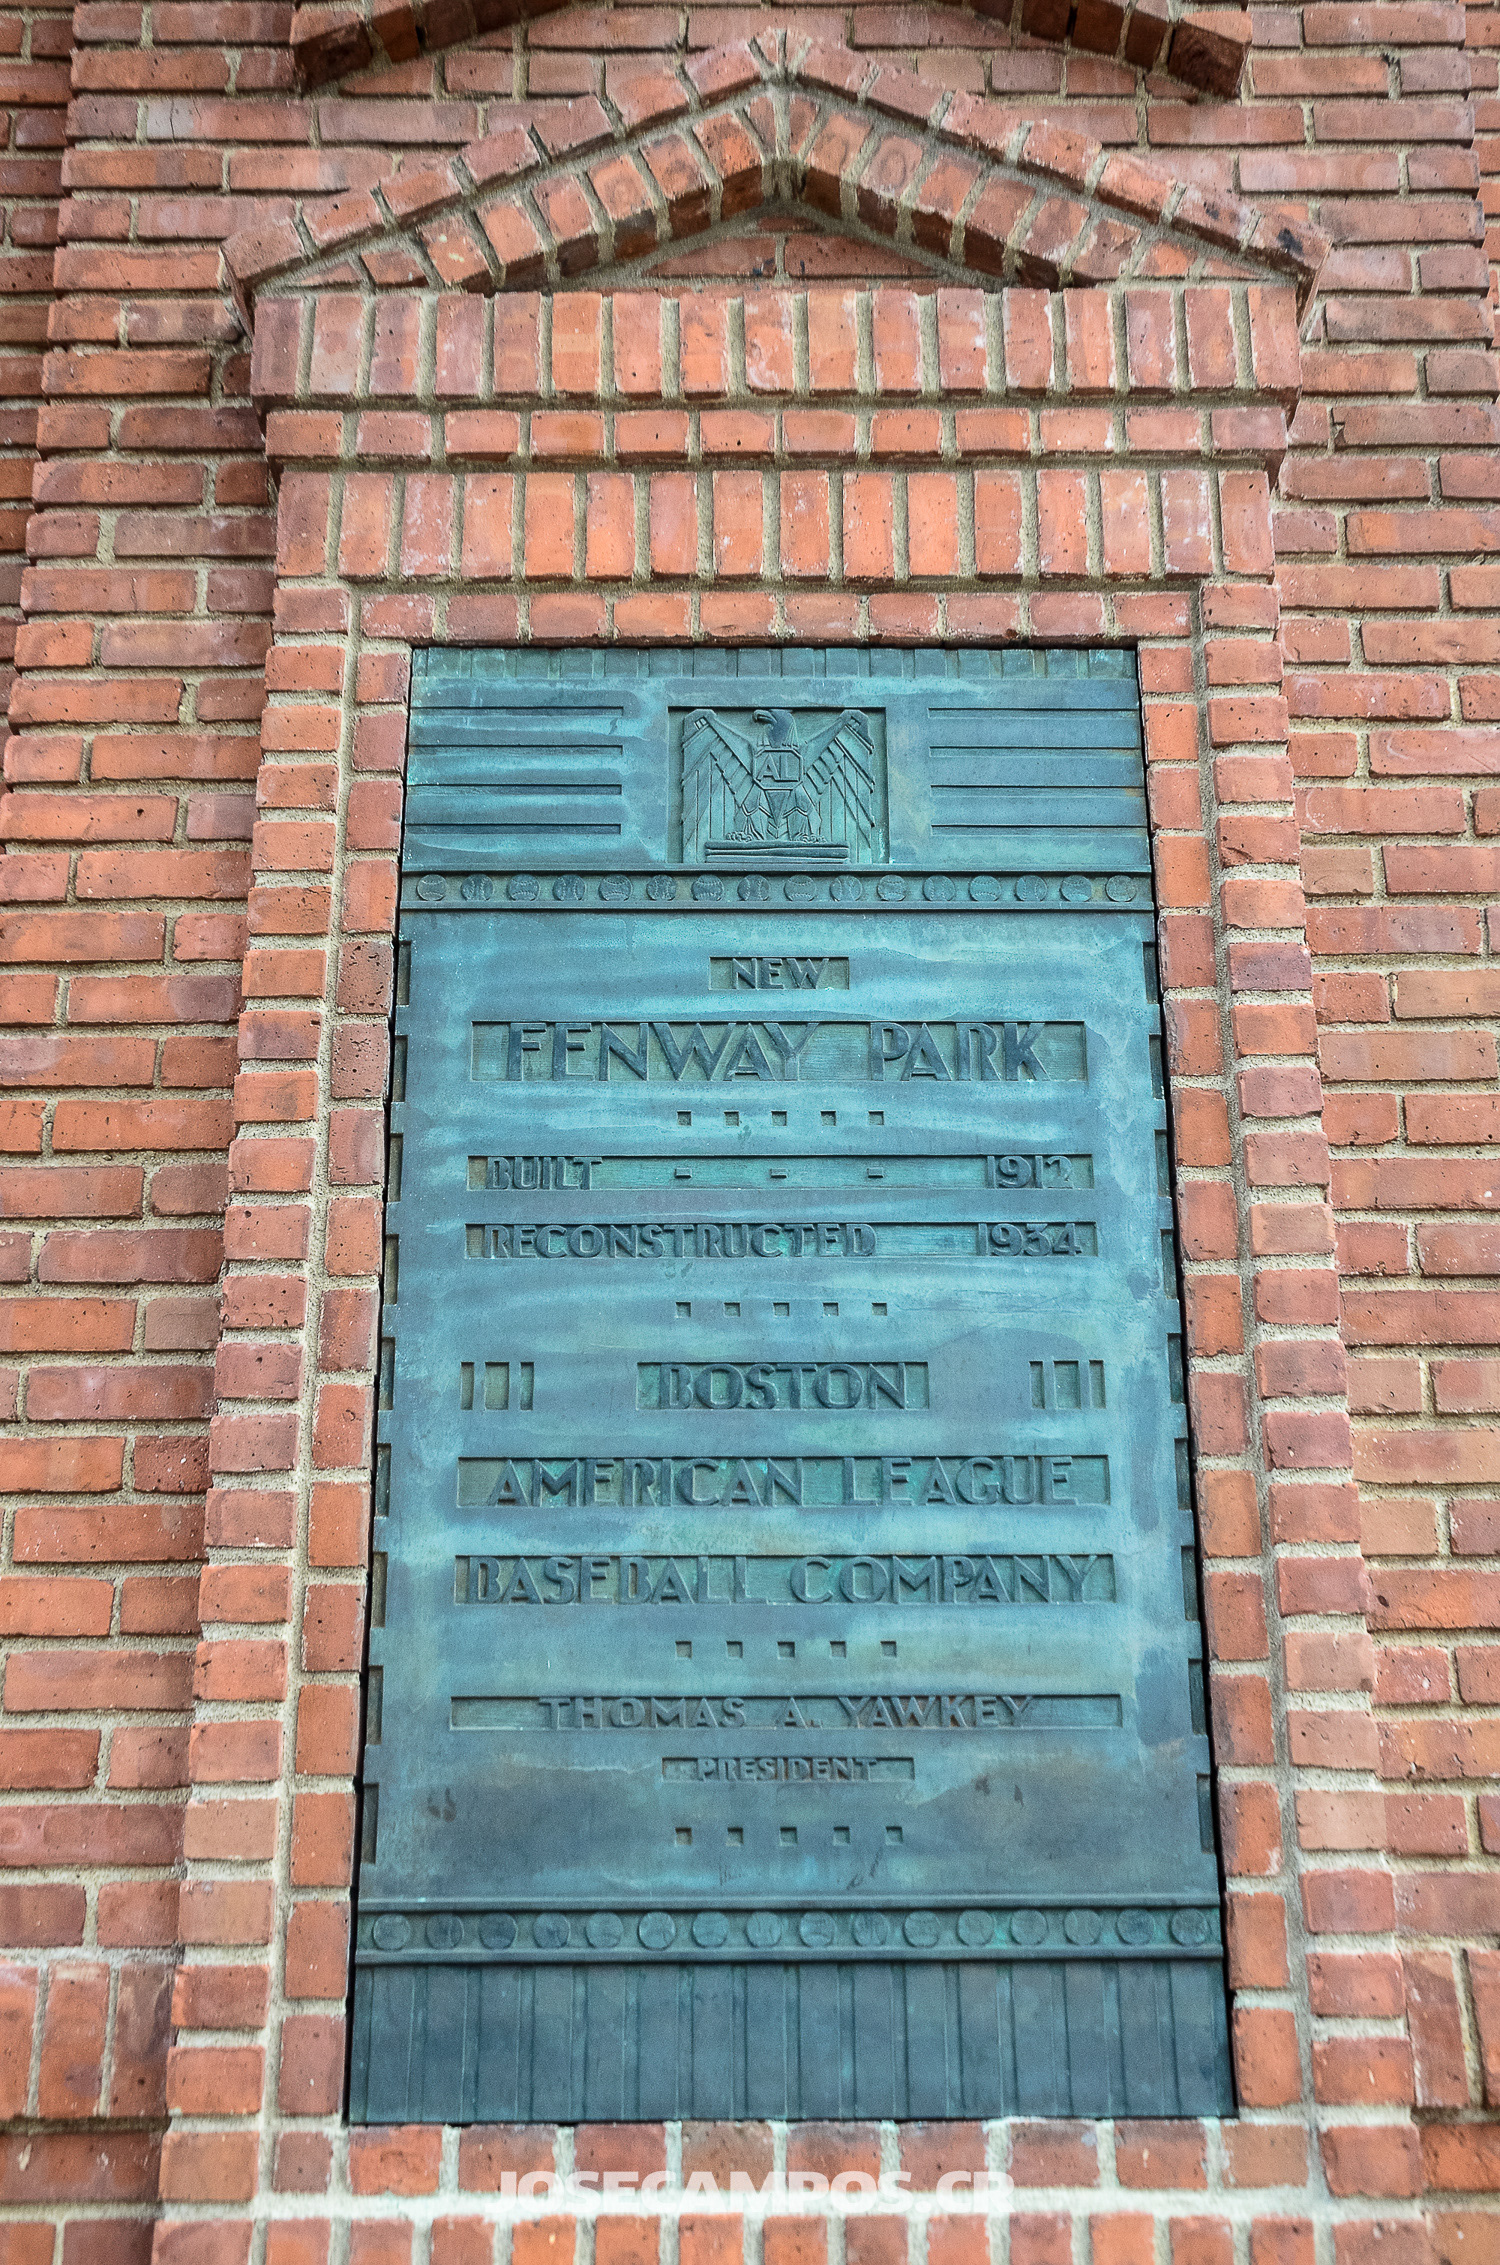 AL
NEW
FENWAY PARK
BUILT - - - 1912
RECONSTRUCTED 1934
BOSTON
AMERICAN LEAGUE
BASEBALL COMPANY
THOMAS A. YAWKEY
PRESIDENT
JOSECAMPOS.CR